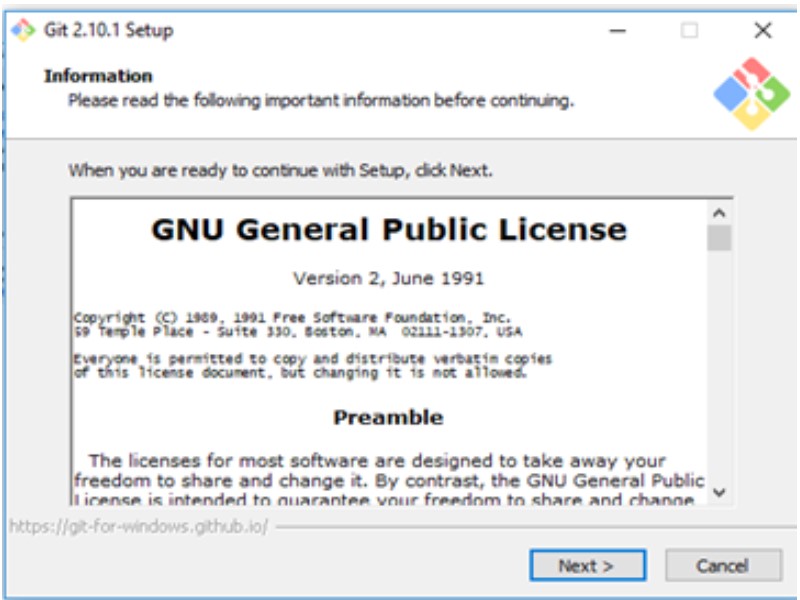 Git 2.10.1 Setup
Information
Please read the following important information before continuing.
When you are ready to continue with Setup, click Next.
GNU General Public License
Version 2, June 1991
Copyright (C) 1989, 1991 Free Software Foundation, Inc.
59 Temple Place - Suite 330, Boston, MA 02111-1307, USA
Everyone is permitted to copy and distribute verbatim copies
of this license document, but changing it is not allowed.
Preamble
The licenses for most software are designed to take away your
freedom to share and change it. By contrast, the GNU General Public
License is intended to guarantee your freedom to share and change
https://git-for-windows.github.io/
Next >
Cancel